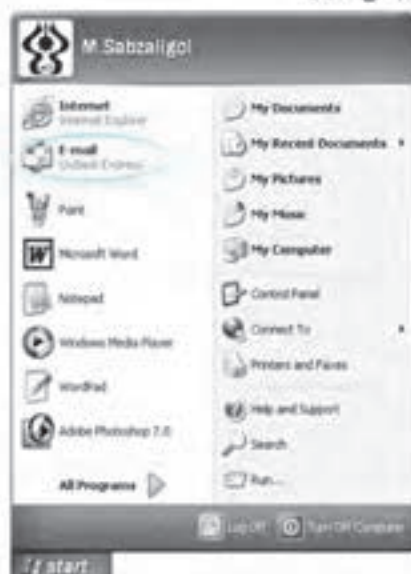 M.Sabzaligol
Internet
Internet Explorer
E-mail
Outlook Express
Paint
Microsoft Word
Notepad
Windows Media Player
WordPad
Adobe Photoshop 7.0
All Programs
My Documents
My Recent Documents
My Pictures
My Music
My Computer
Control Panel
Connect To
Printers and Faxes
Help and Support
Search
Run...
Log Off
Turn Off Computer
start